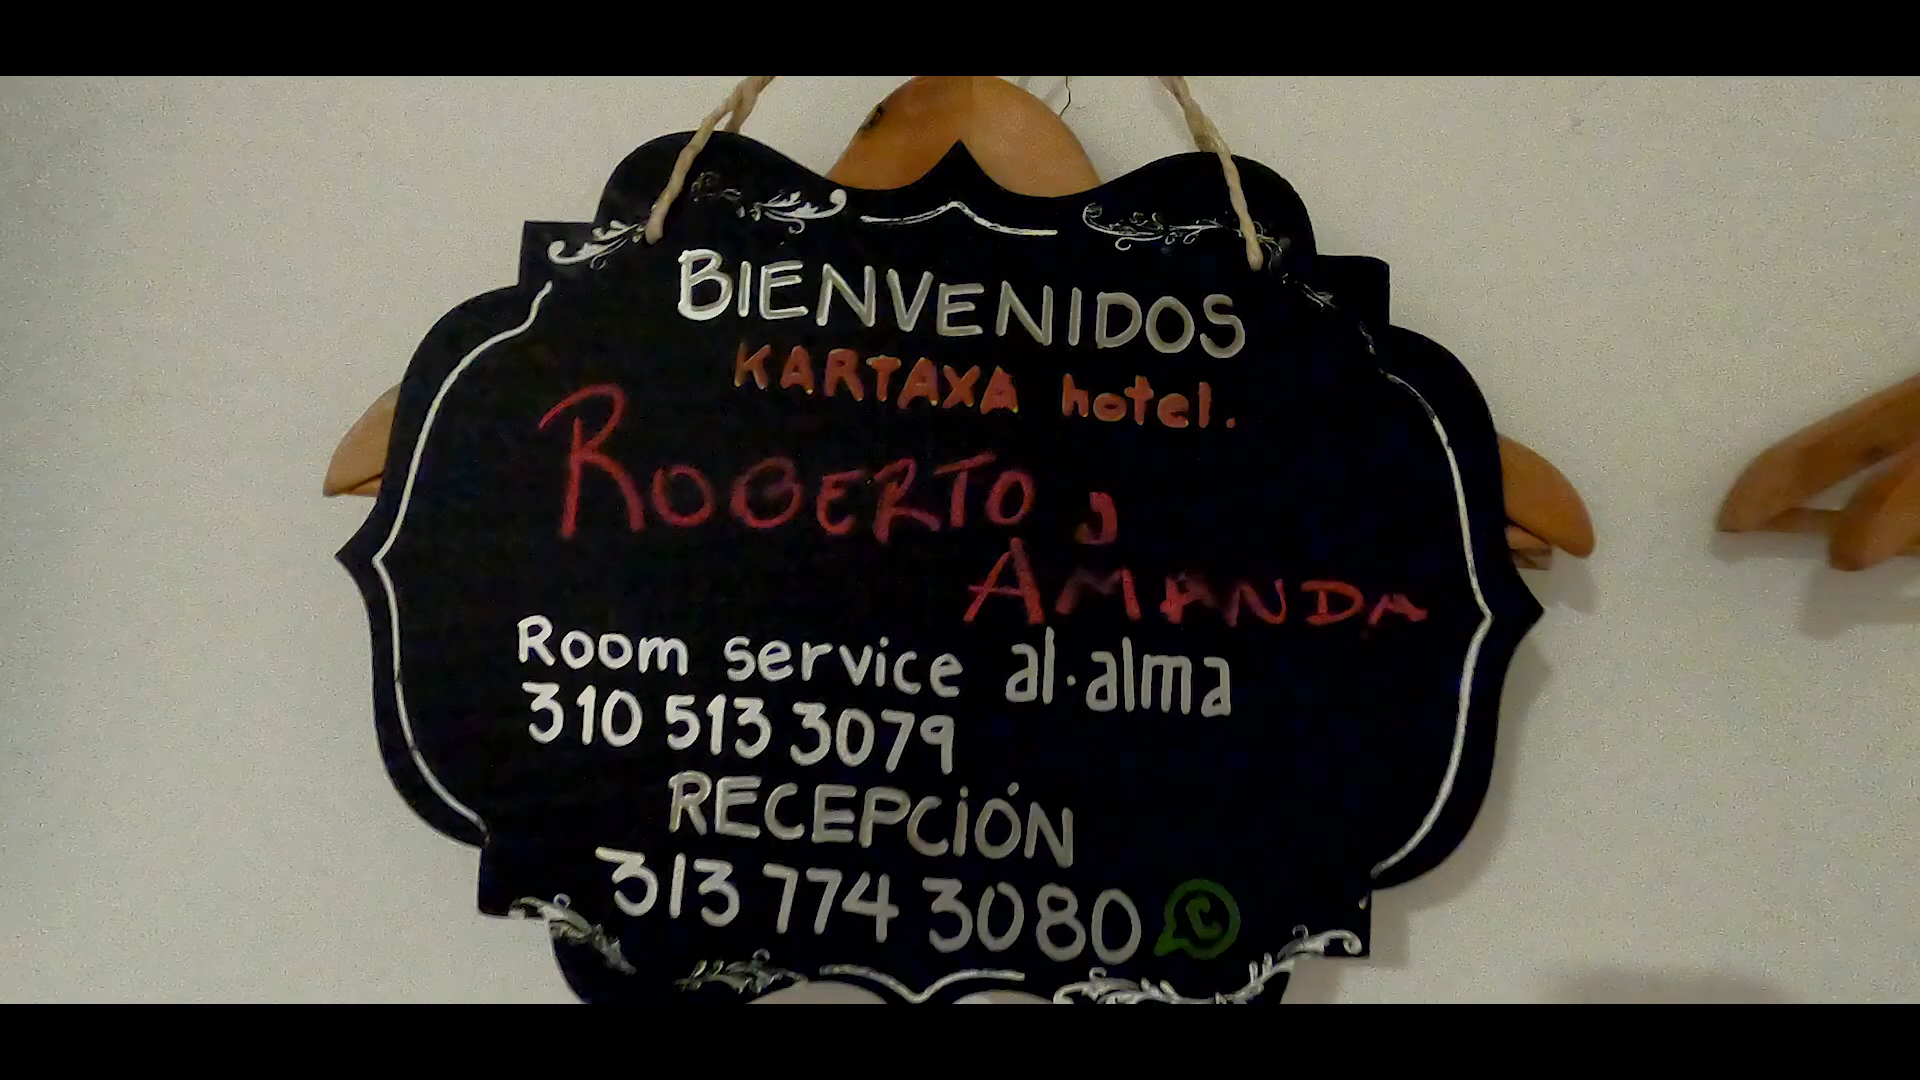 BIENVENIDOS
KARTAXA hotel.
ROBERTO y
AMANDA
Room service al·alma
310 513 3079
RECEPCIÓN
313 774 3080